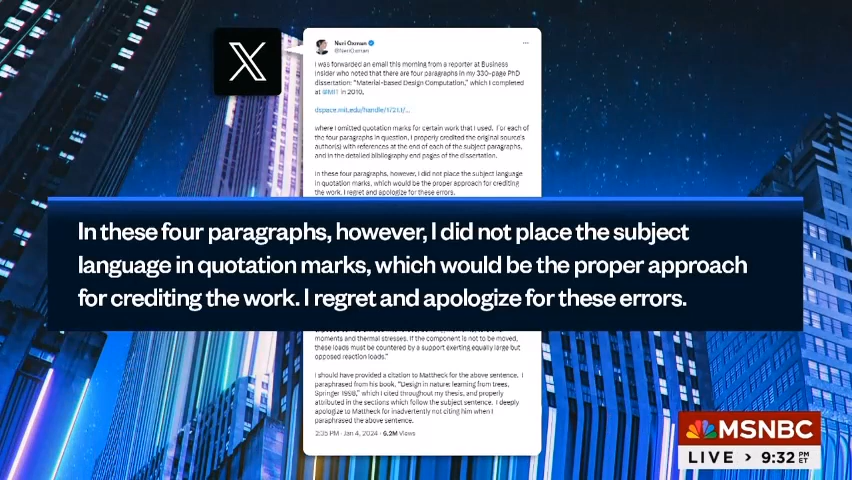 Neri Oxman
@NeriOxman
I was forwarded an email this morning from a reporter at Business
Insider who noted that there are four paragraphs in my 330-page PhD
dissertation: "Material-based Design Computation," which I completed
at @MIT in 2010,
dspace.mit.edu/handle/1721.1/...
where I omitted quotation marks for certain work that I used. For each of
the four paragraphs in question, I properly credited the original source's
author(s) with references at the end of each of the subject paragraphs,
and in the detailed bibliography end pages of the dissertation.
In these four paragraphs, however, I did not place the subject language
in quotation marks, which would be the proper approach for crediting
the work. I regret and apologize for these errors.
In these four paragraphs, however, I did not place the subject
language in quotation marks, which would be the proper approach
for crediting the work. I regret and apologize for these errors.
moments and thermal stresses. If the component is not to be moved,
these loads must be countered by a support exerting equally large but
opposed reaction loads."
I should have provided a citation to Mattheck for the above sentence. I
paraphrased from his book, "Design in nature: learning from trees,
Springer 1998," which I cited throughout my thesis, and properly
attributed in the sections which follow the subject sentence. I deeply
apologize to Mattheck for inadvertently not citing him when I
paraphrased the above sentence.
2:35 PM · Jan 4, 2024 · 6.2M Views
MSNBC
LIVE > 9:32 PM ET